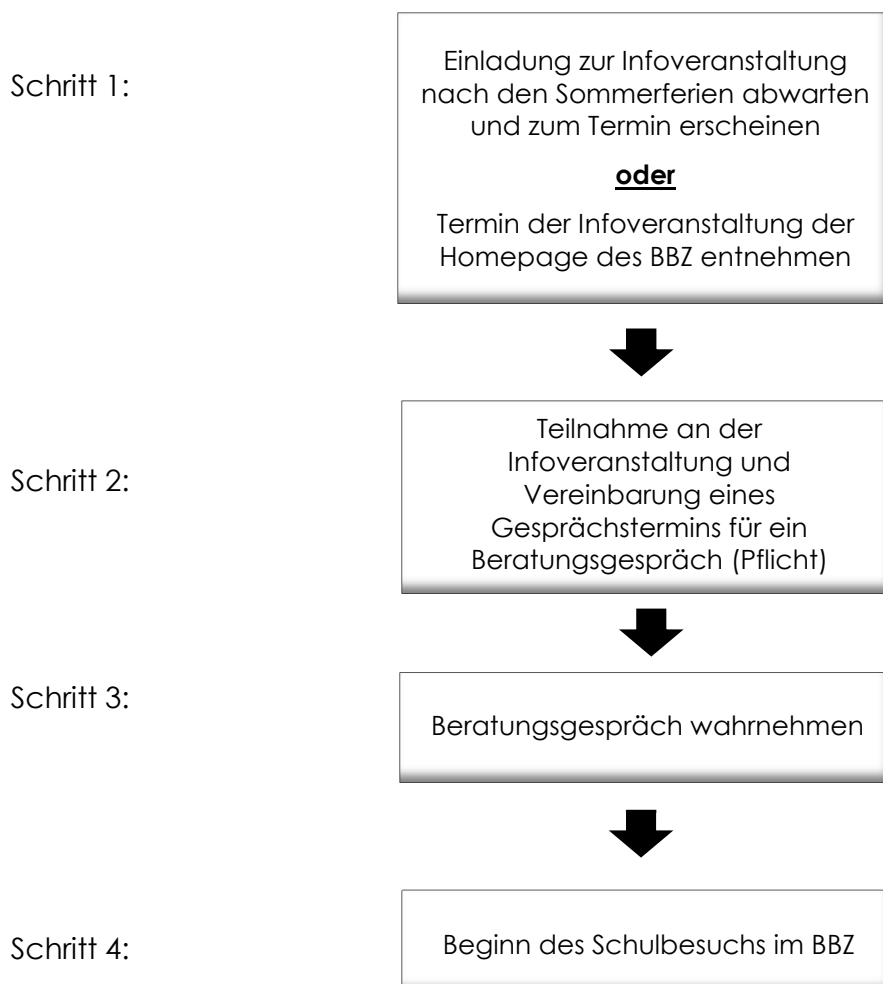 Schritt 1:
Einladung zur Infoveranstaltung
nach den Sommerferien abwarten
und zum Termin erscheinen
oder
Termin der Infoveranstaltung der
Homepage des BBZ entnehmen
Schritt 2:
Teilnahme an der
Infoveranstaltung und
Vereinbarung eines
Gesprächstermins für ein
Beratungsgespräch (Pflicht)
Schritt 3:
Beratungsgespräch wahrnehmen
Schritt 4:
Beginn des Schulbesuchs im BBZ